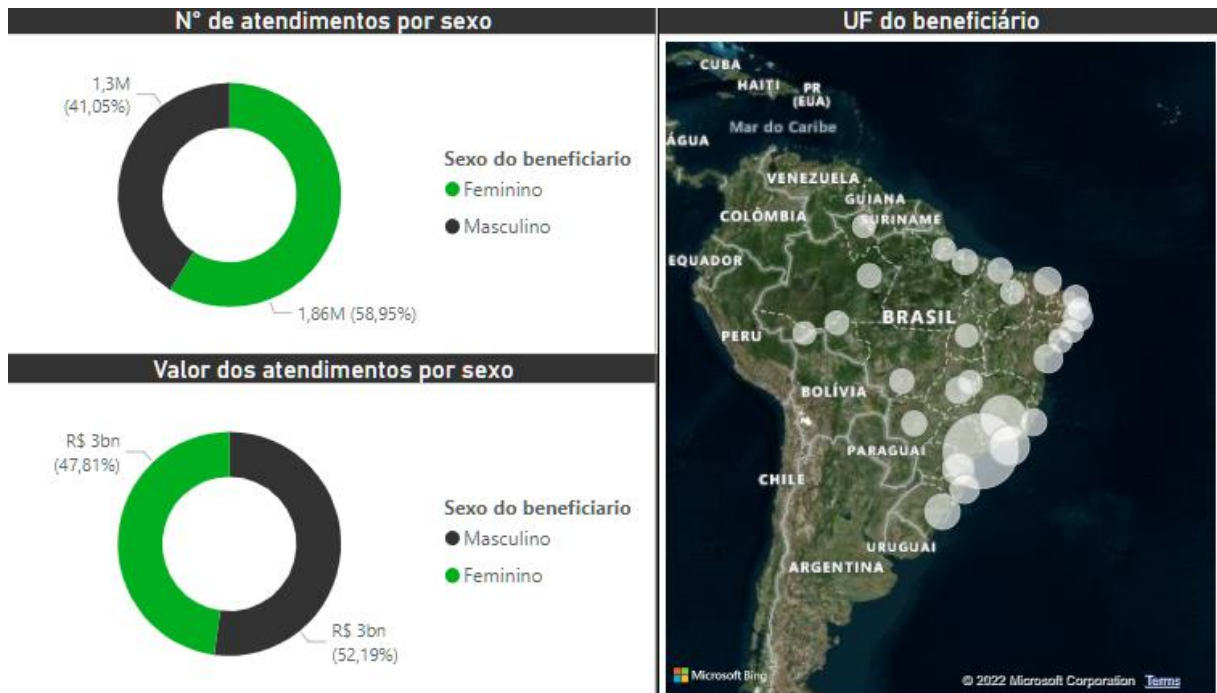 N° de atendimentos por sexo
1,3M
(41,05%)
Sexo do beneficiario
Feminino
Masculino
1,86M (58,95%)
Valor dos atendimentos por sexo
R$ 3bn
(47,81%)
Sexo do beneficiario
Masculino
Feminino
R$ 3bn
(52,19%)
UF do beneficiário
CUBA
HAITI
PR
(EUA)
Mar do Caribe
ÁGUA
VENEZUELA
GUIANA
COLÔMBIA
SURINAME
EQUADOR
BRASIL
PERU
BOLÍVIA
PARAGUAI
CHILE
URUGUAI
ARGENTINA
Microsoft Bing
© 2022 Microsoft Corporation Terms